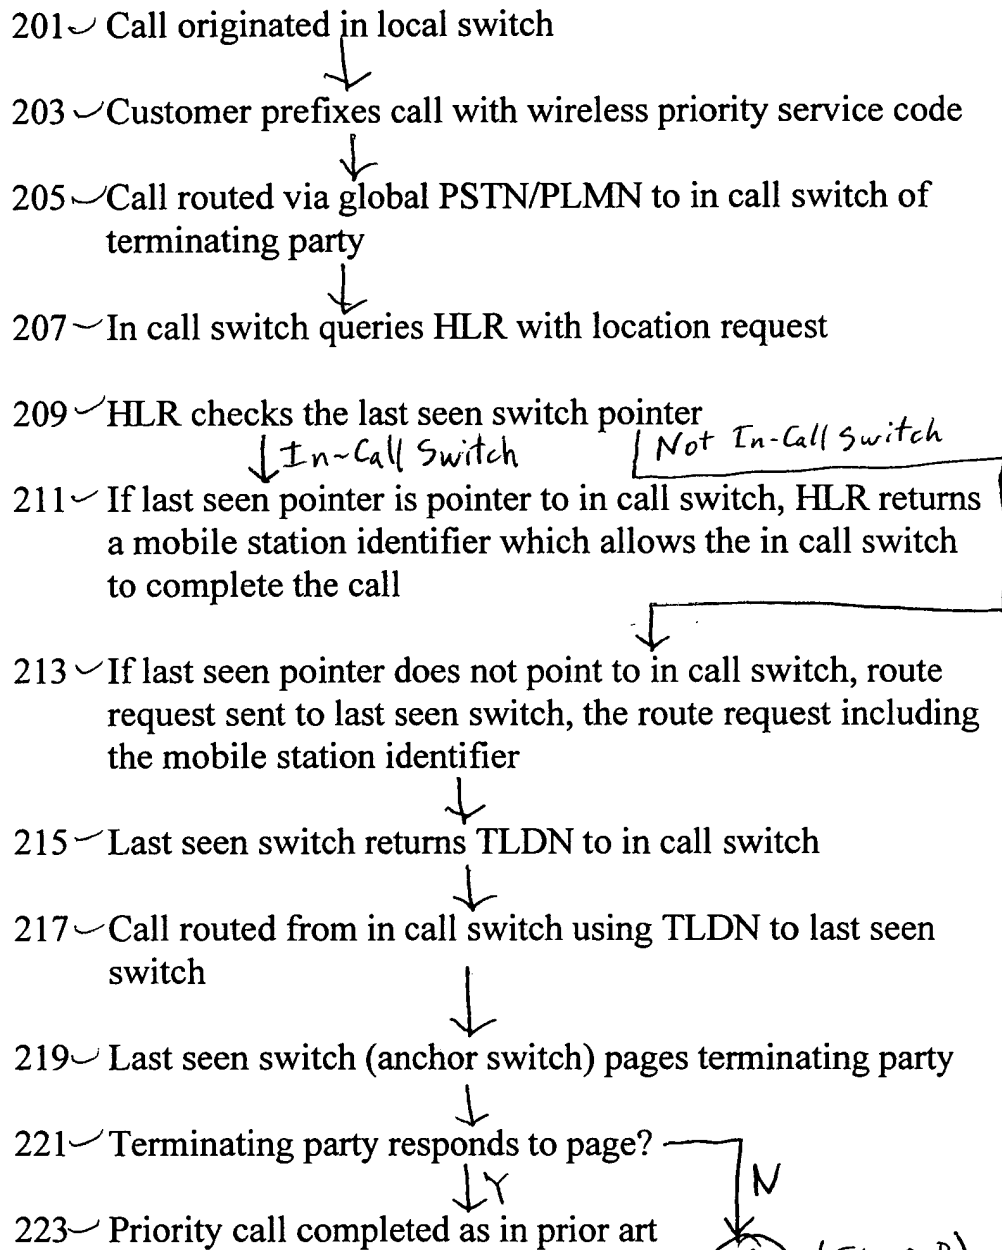 201 Call originated in local switch
203 Customer prefixes call with wireless priority service code
205 Call routed via global PSTN/PLMN to in call switch of
terminating party
207 In call switch queries HLR with location request
209 HLR checks the last seen switch pointer
In-Call Switch
Not In-Call Switch
211 If last seen pointer is pointer to in call switch, HLR returns
a mobile station identifier which allows the in call switch
to complete the call
213 If last seen pointer does not point to in call switch, route
request sent to last seen switch, the route request including
the mobile station identifier
215 Last seen switch returns TLDN to in call switch
217 Call routed from in call switch using TLDN to last seen
switch
219 Last seen switch (anchor switch) pages terminating party
221 Terminating party responds to page?
Y
N
223 Priority call completed as in prior art